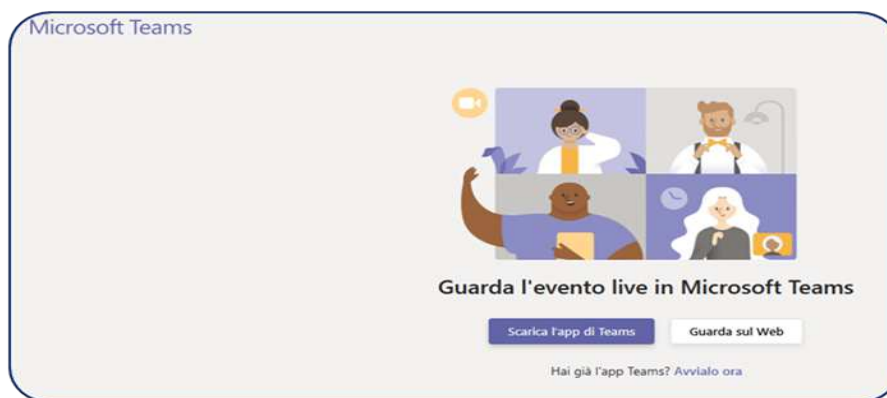 Microsoft Teams
Guarda l'evento live in Microsoft Teams
Scarica l'app di Teams
Guarda sul Web
Hai già l'app Teams? Avvialo ora